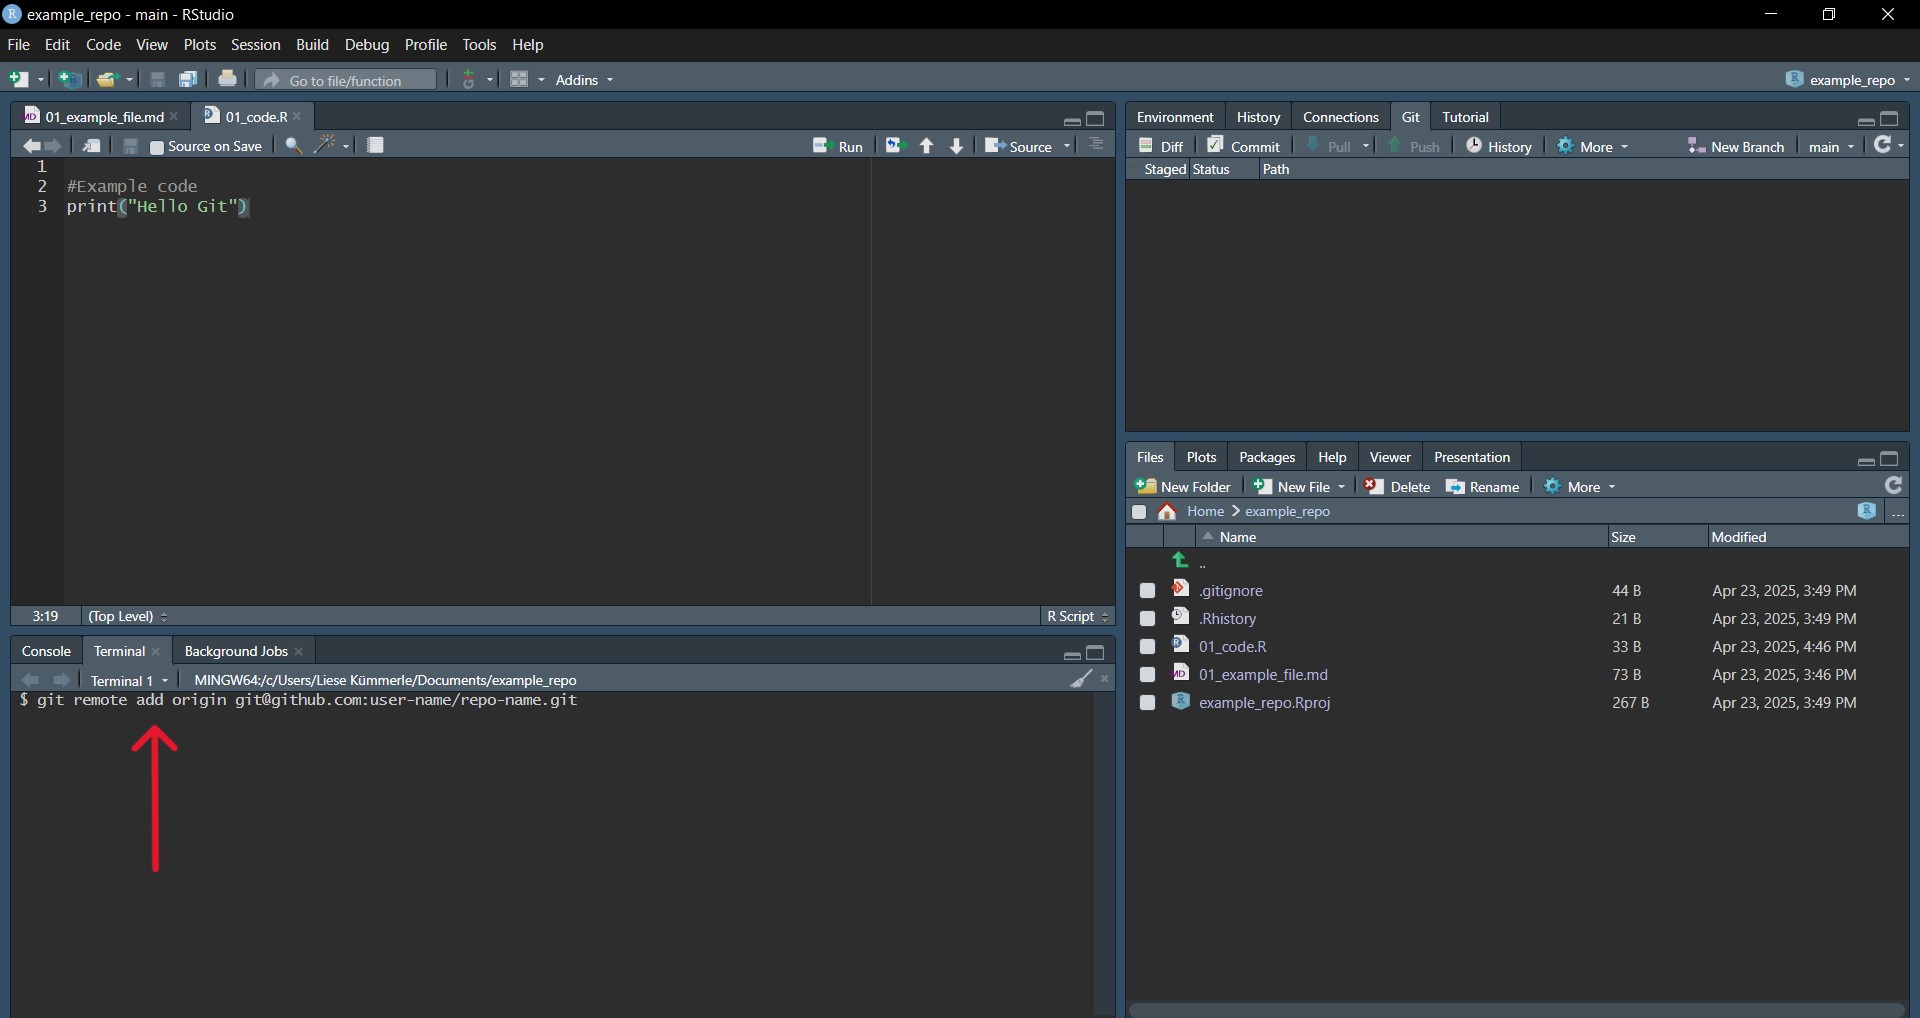 example_repo - main - RStudio
File Edit Code View Plots Session Build Debug Profile Tools Help
Go to file/function Addins example_repo
01_example_file.md 01_code.R
Source on Save Run Source
1
2 #Example code
3 print("Hello Git")
3:19 (Top Level) R Script
Console Terminal Background Jobs
Terminal 1 MINGW64:/c/Users/Liese Kümmerle/Documents/example_repo
$ git remote add origin git@github.com:user-name/repo-name.git
Environment History Connections Git Tutorial
Diff Commit Pull Push History More New Branch main
Staged Status Path
Files Plots Packages Help Viewer Presentation
New Folder New File Delete Rename More
Home example_repo ...
Name Size Modified
..
.gitignore 44 B Apr 23, 2025, 3:49 PM
.Rhistory 21 B Apr 23, 2025, 3:49 PM
01_code.R 33 B Apr 23, 2025, 4:46 PM
01_example_file.md 73 B Apr 23, 2025, 3:46 PM
example_repo.Rproj 267 B Apr 23, 2025, 3:49 PM